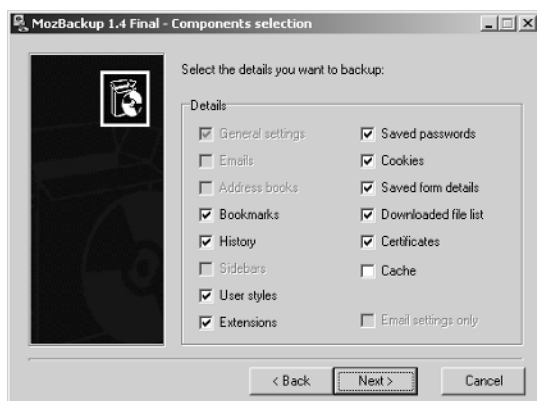 MozBackup 1.4 Final - Components selection
Select the details you want to backup:
Details
General settings
Emails
Address books
Bookmarks
History
Sidebars
User styles
Extensions
Saved passwords
Cookies
Saved form details
Downloaded file list
Certificates
Cache
Email settings only
< Back
Next >
Cancel